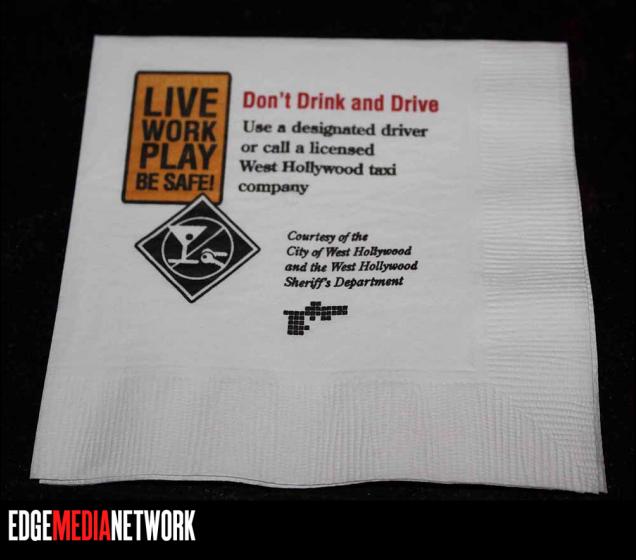 LIVE
WORK
PLAY
BE SAFE!
Don't Drink and Drive
Use a designated driver
or call a licensed
West Hollywood taxi
company
Courtesy of the
City of West Hollywood
and the West Hollywood
Sheriff's Department
EDGEMEDIANETWORK